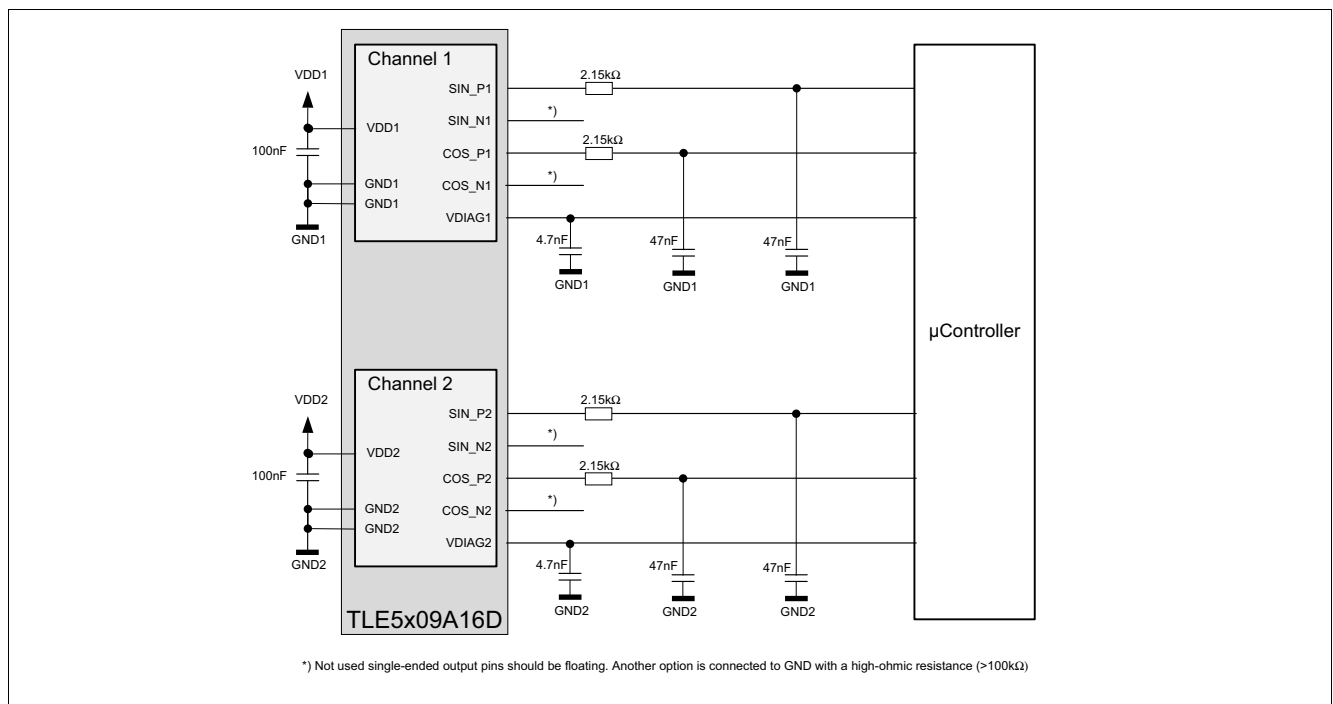 Channel 1
VDD1
SIN_P1
2.15kΩ
SIN_N1
*)
VDD1
100nF
COS_P1
2.15kΩ
GND1
COS_N1
*)
GND1
VDIAG1
GND1
4.7nF
47nF
47nF
GND1
GND1
GND1
µController
Channel 2
VDD2
SIN_P2
2.15kΩ
SIN_N2
*)
VDD2
100nF
COS_P2
2.15kΩ
GND2
COS_N2
*)
GND2
VDIAG2
GND2
4.7nF
47nF
47nF
GND2
GND2
GND2
TLE5x09A16D
*) Not used single-ended output pins should be floating. Another option is connected to GND with a high-ohmic resistance (>100kΩ)